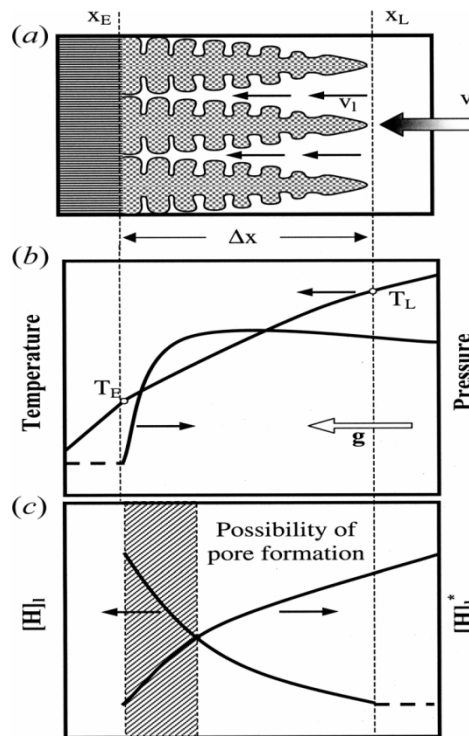 x_E x_L
(a)
v_l
v
Δx
(b)
T_L
T_E
Temperature
Pressure
g
(c)
Possibility of
pore formation
[H]_l
[H]_l^*